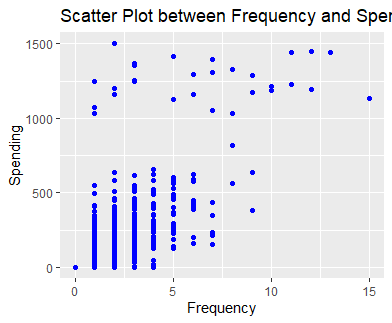 Scatter Plot between Frequency and Spen
1500
1000
500
0
Spending
0 5 10 15
Frequency